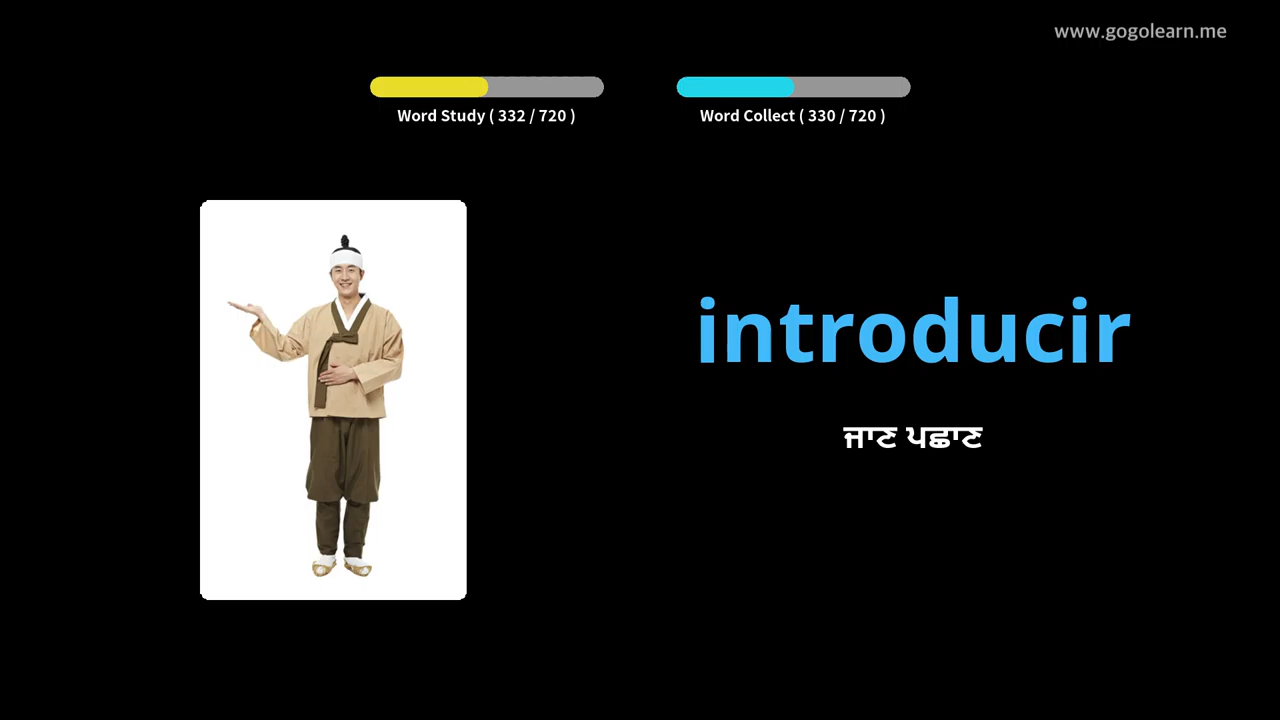 www.gogolearn.me
Word Study ( 332 / 720 )
Word Collect ( 330 / 720 )
introducir
ਜਾਣ ਪਛਾਣ